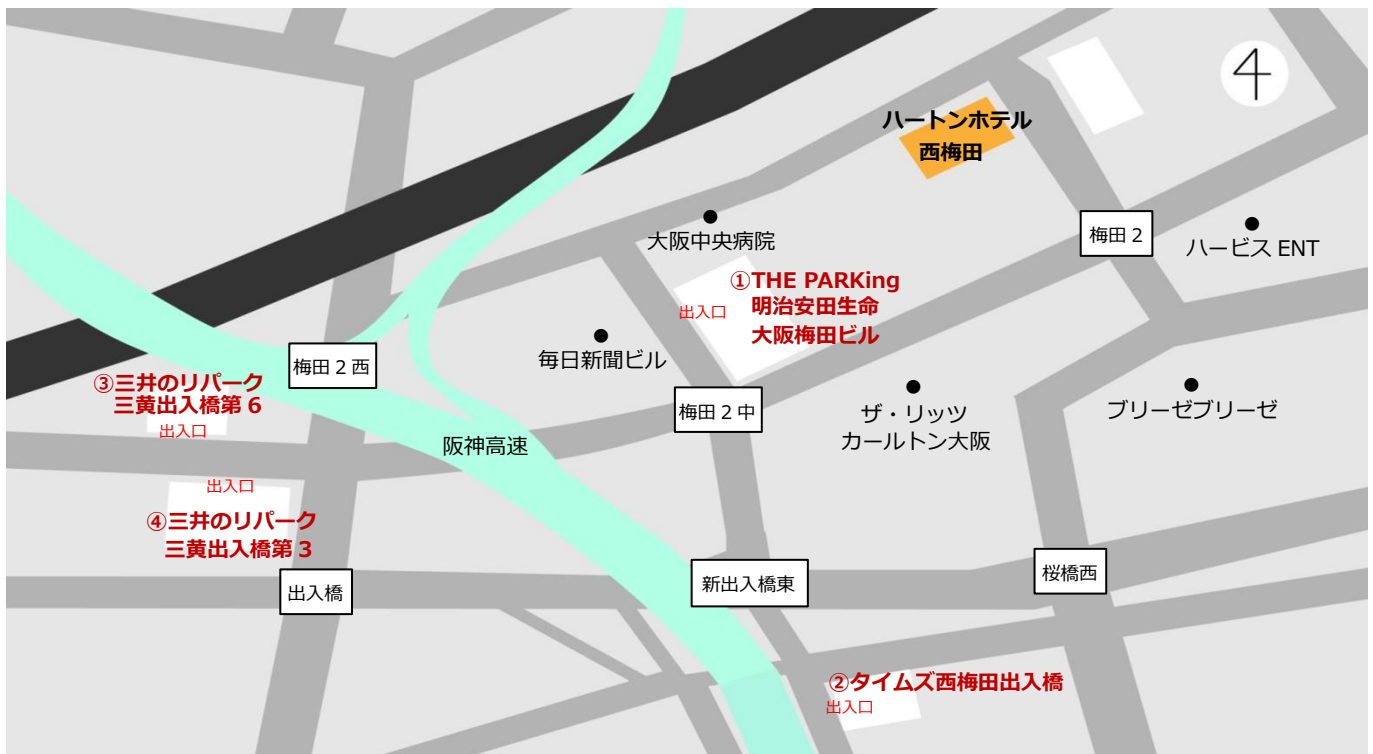 ハートンホテル
西梅田
大阪中央病院
梅田２
ハービス ENT
①THE PARKing
明治安田生命
大阪梅田ビル
出入口
毎日新聞ビル
梅田２西
③三井のリパーク
三黄出入橋第６
出入口
梅田２中
ザ・リッツ
カールトン大阪
ブリーゼブリーゼ
阪神高速
出入口
④三井のリパーク
三黄出入橋第３
出入橋
新出入橋東
桜橋西
②タイムズ西梅田出入橋
出入口